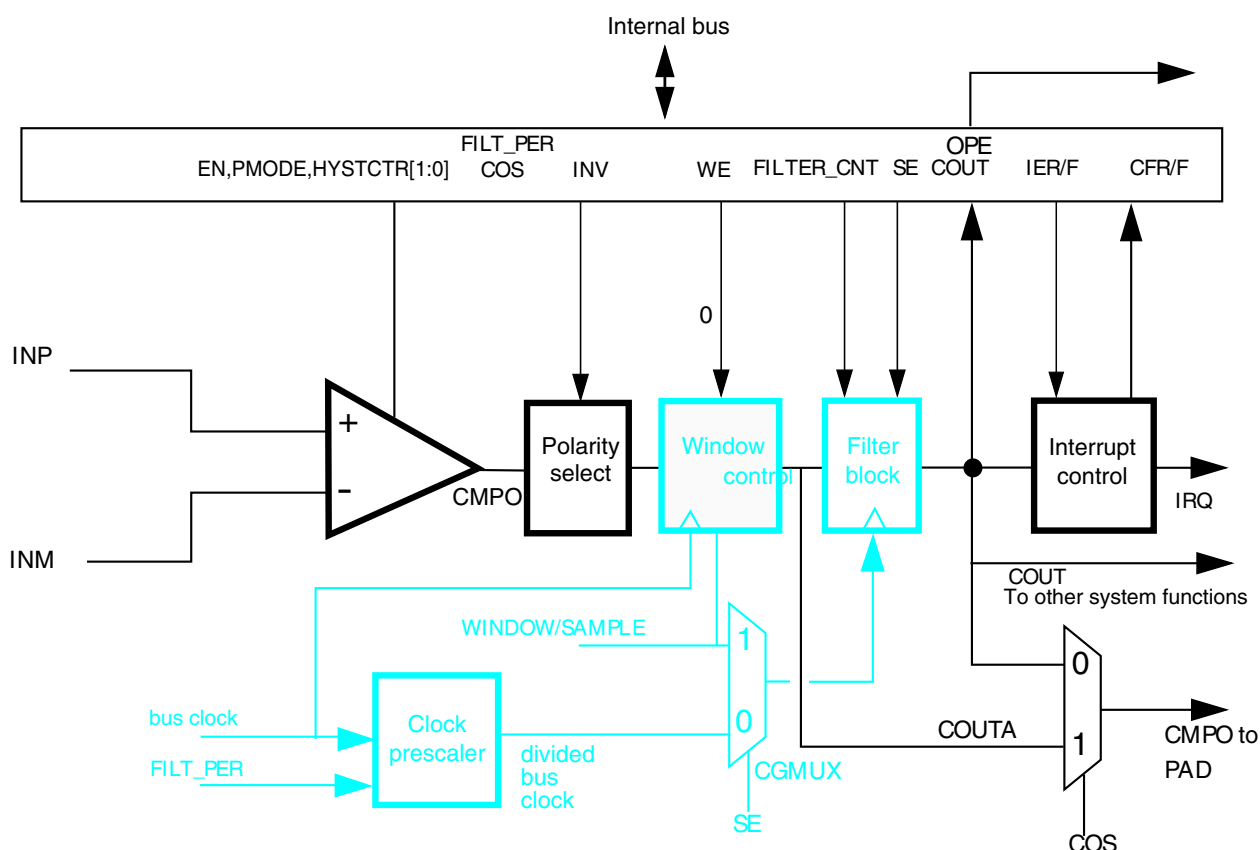 Internal bus
FILT_PER
OPE
EN,PMODE,HYSTCTR[1:0]
COS
INV
WE
FILTER_CNT
SE
COUT
IER/F
CFR/F
0
INP
+
Polarity
select
Window
control
Filter
block
Interrupt
control
-
CMPO
IRQ
INM
COUT
To other system functions
WINDOW/SAMPLE
1
0
bus clock
Clock
prescaler
0
COUTA
1
CMPO to
PAD
FILT_PER
divided
bus
clock
CGMUX
SE
COS